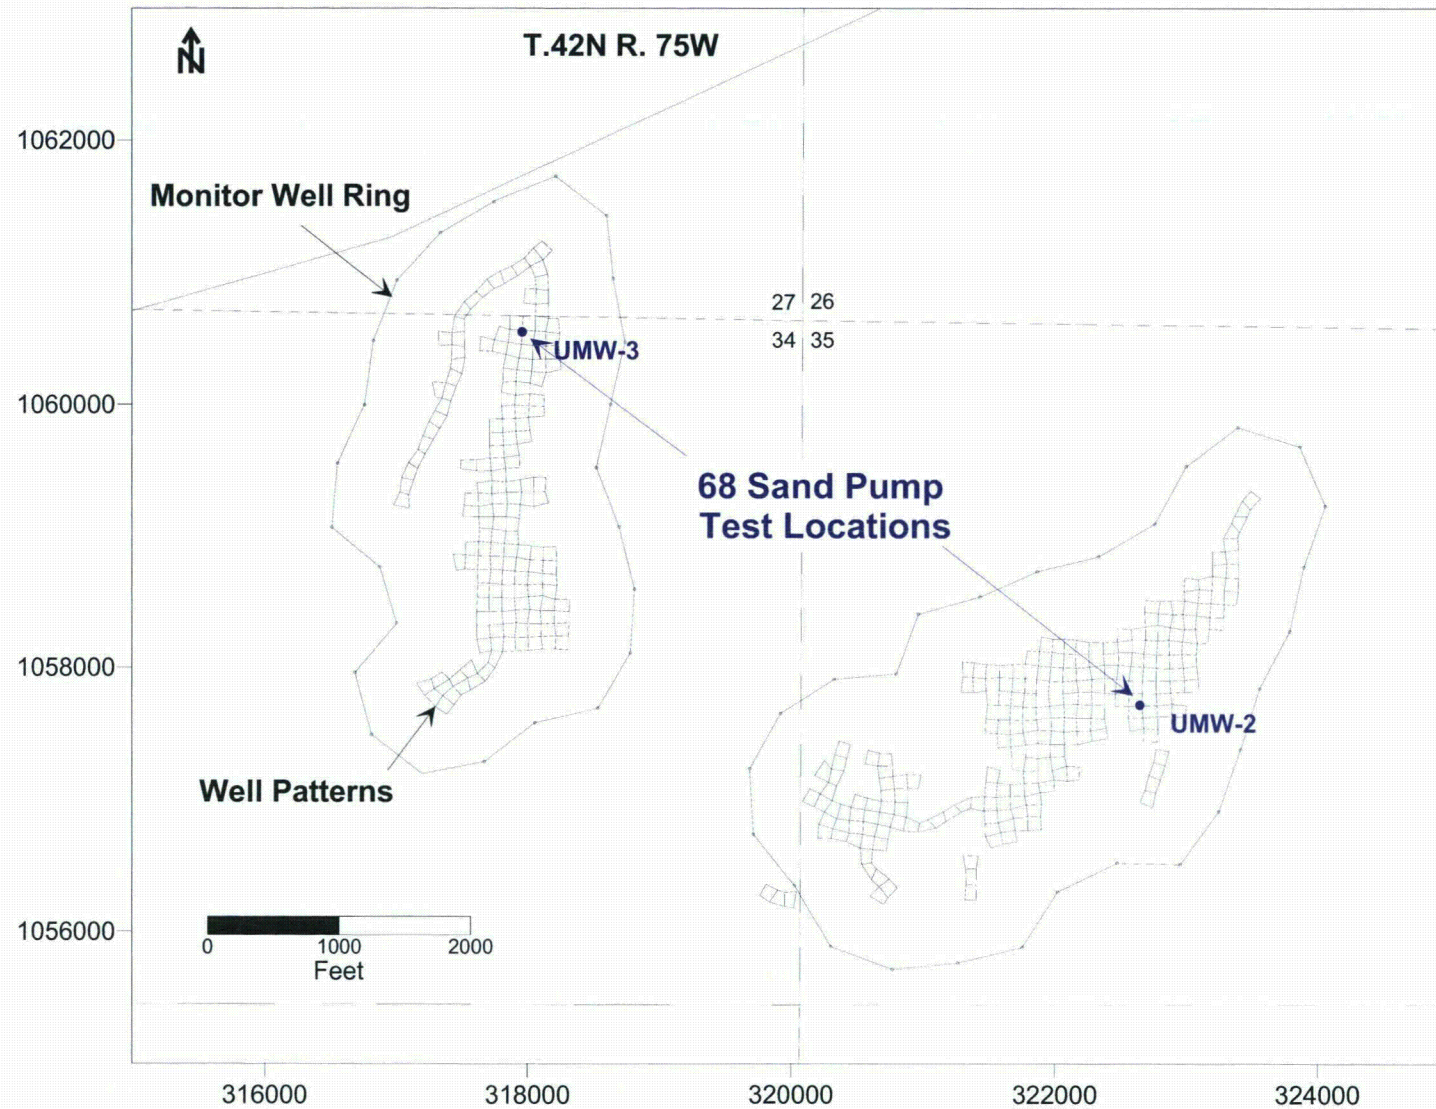 N
T.42N R. 75W
1062000
Monitor Well Ring
27 26
34 35
UMW-3
1060000
68 Sand Pump
Test Locations
1058000
UMW-2
Well Patterns
1056000
0 1000 2000
Feet
316000 318000 320000 322000 324000